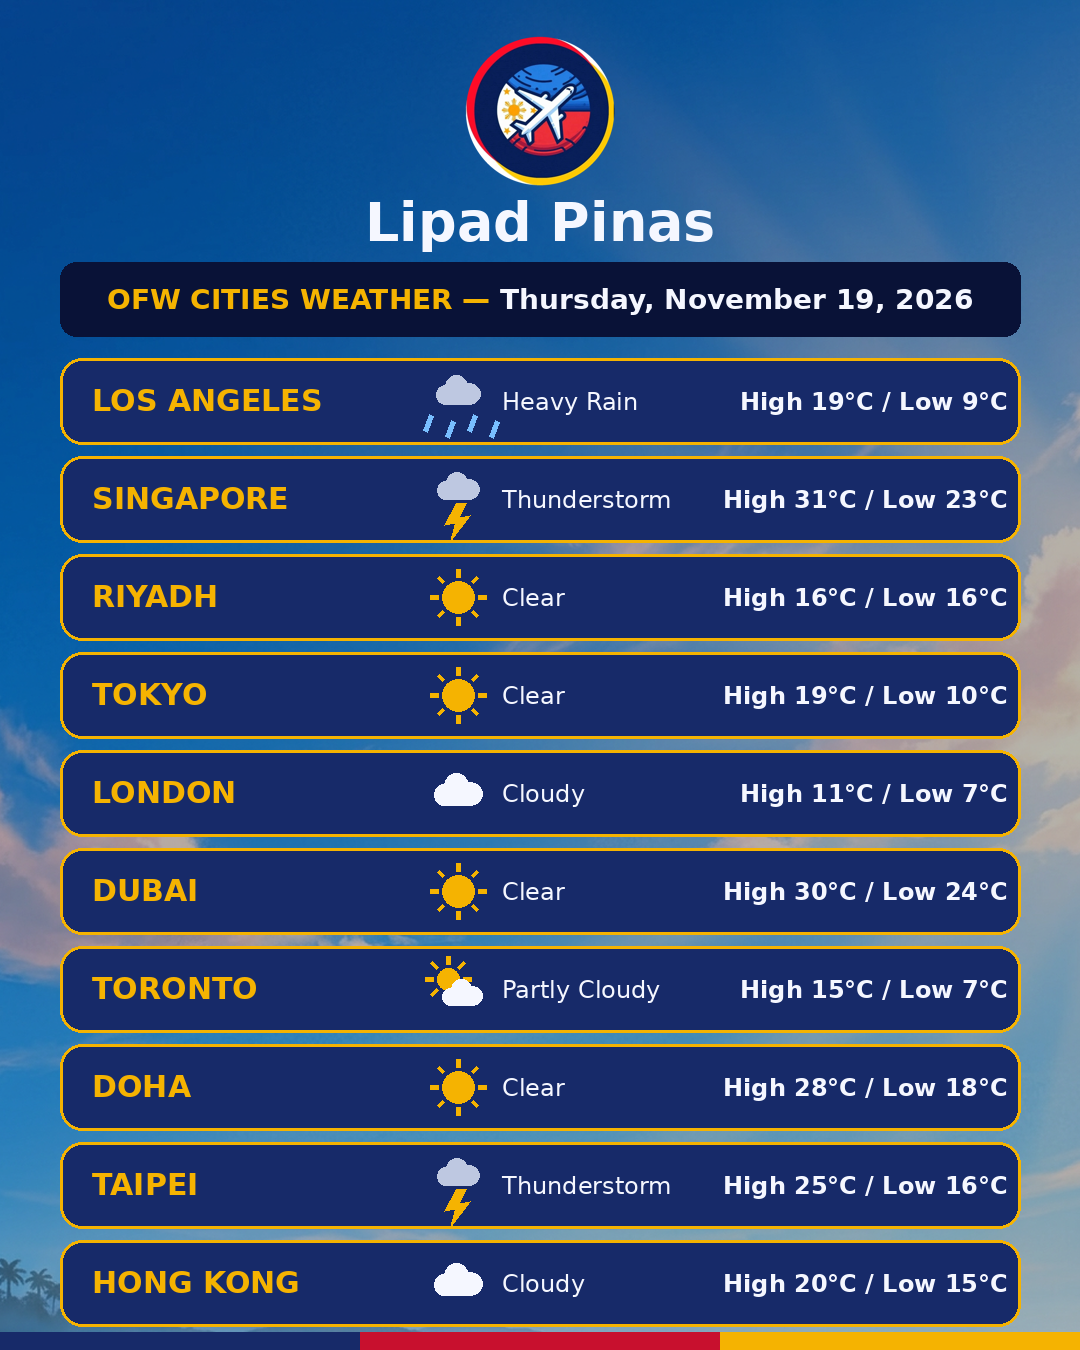 Lipad Pinas
OFW CITIES WEATHER — Thursday, November 19, 2026
LOS ANGELES Heavy Rain High 19°C / Low 9°C
SINGAPORE Thunderstorm High 31°C / Low 23°C
RIYADH Clear High 16°C / Low 16°C
TOKYO Clear High 19°C / Low 10°C
LONDON Cloudy High 11°C / Low 7°C
DUBAI Clear High 30°C / Low 24°C
TORONTO Partly Cloudy High 15°C / Low 7°C
DOHA Clear High 28°C / Low 18°C
TAIPEI Thunderstorm High 25°C / Low 16°C
HONG KONG Cloudy High 20°C / Low 15°C